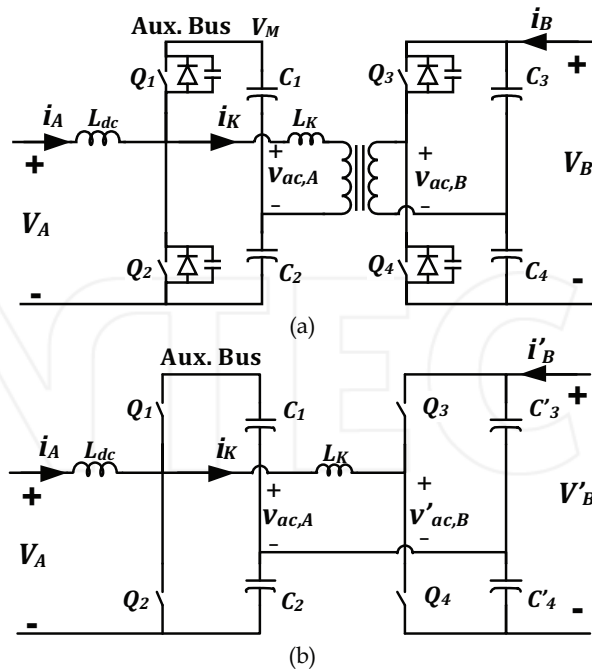 Aux. Bus V_M i_B
Q_1 C_1 Q_3 C_3
i_A L_dc i_K L_K
+ + + +
v_ac,A v_ac,B
V_A V_B
− −
Q_2 C_2 Q_4 C_4
- -
(a)
Aux. Bus i'_B
Q_1 C_1 Q_3 C'_3 +
i_A L_dc i_K L_K
+ + +
v_ac,A v'_ac,B V'_B
V_A
− −
Q_2 C_2 Q_4 C'_4
- -
(b)
NTEC